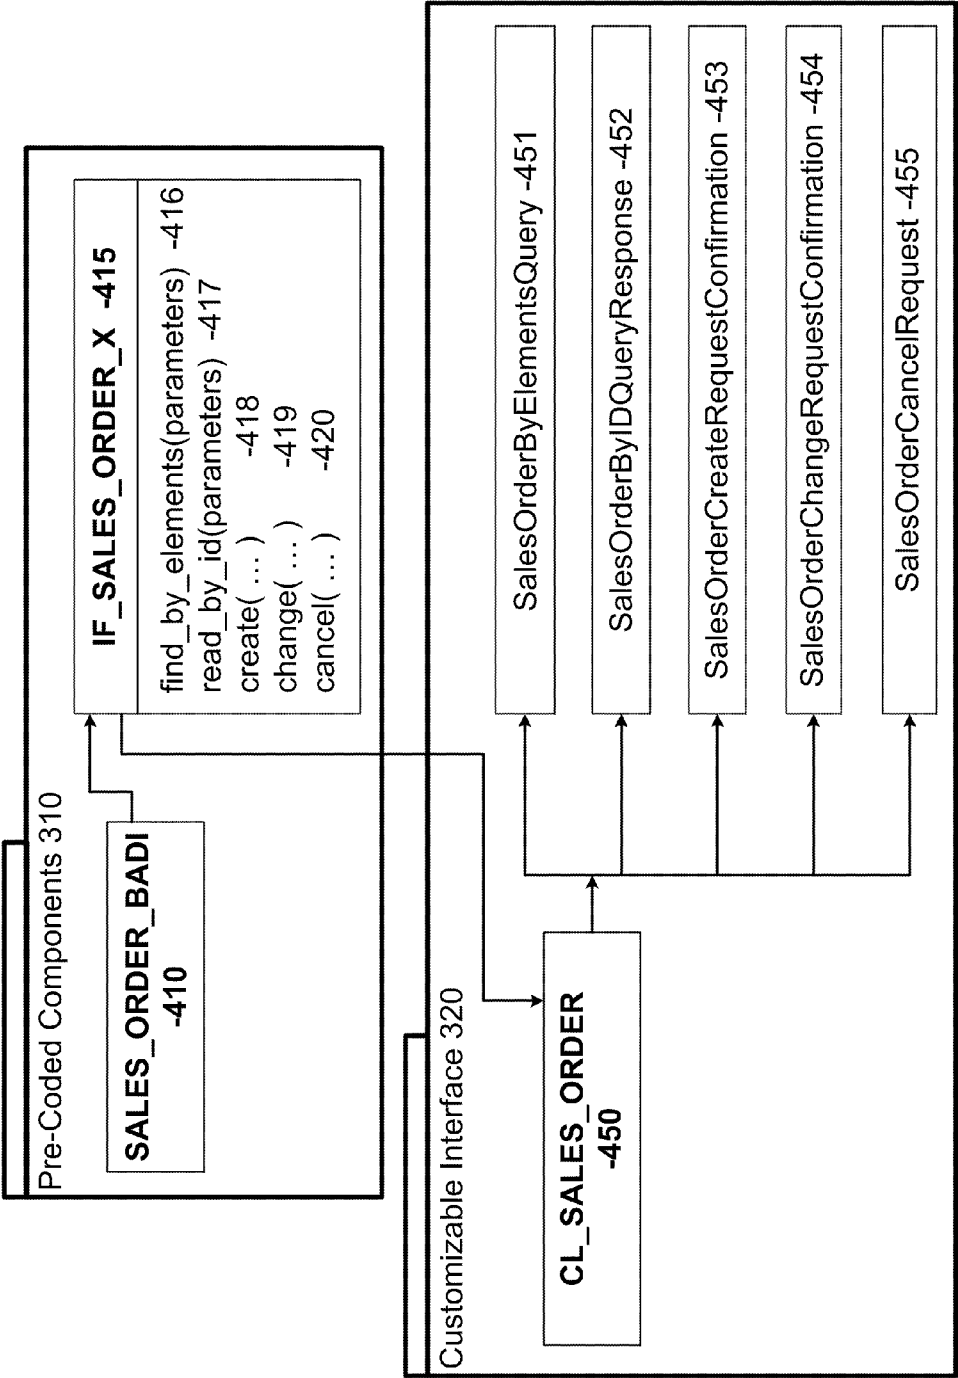 Pre-Coded Components 310
SALES_ORDER_BADI
-410
IF_SALES_ORDER_X -415
find_by_elements(parameters) -416
read_by_id(parameters) -417
create( ... ) -418
change( ... ) -419
cancel( ... ) -420
Customizable Interface 320
CL_SALES_ORDER
-450
SalesOrderByElementsQuery -451
SalesOrderByIDQueryResponse -452
SalesOrderCreateRequestConfirmation -453
SalesOrderChangeRequestConfirmation -454
SalesOrderCancelRequest -455